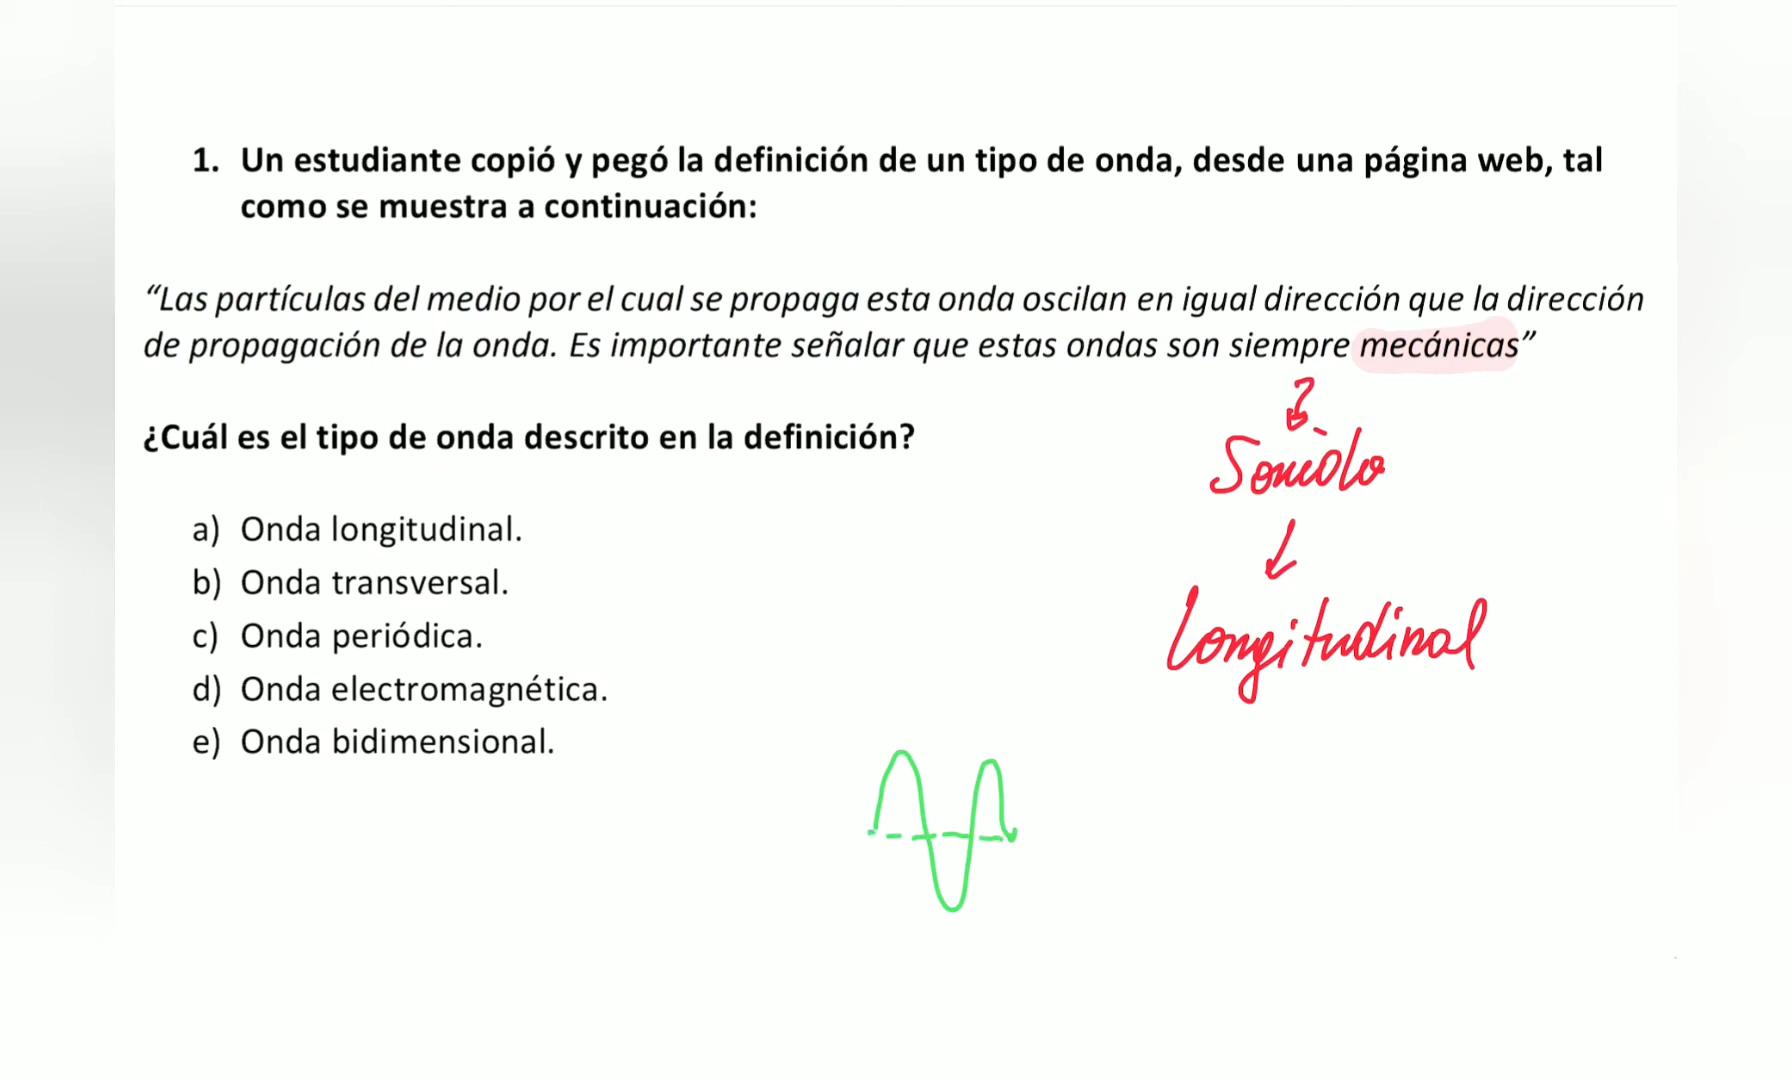 1. Un estudiante copió y pegó la definición de un tipo de onda, desde una página web, tal
como se muestra a continuación:
“Las partículas del medio por el cual se propaga esta onda oscilan en igual dirección que la dirección
de propagación de la onda. Es importante señalar que estas ondas son siempre mecánicas”
¿Cuál es el tipo de onda descrito en la definición?
Sonido
a) Onda longitudinal.
b) Onda transversal.
c) Onda periódica.
Longitudinal
d) Onda electromagnética.
e) Onda bidimensional.